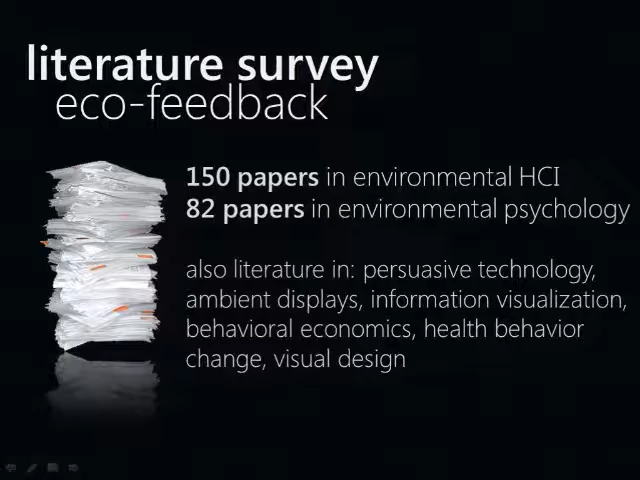 literature survey
eco-feedback
150 papers in environmental HCI
82 papers in environmental psychology
also literature in: persuasive technology,
ambient displays, information visualization,
behavioral economics, health behavior
change, visual design